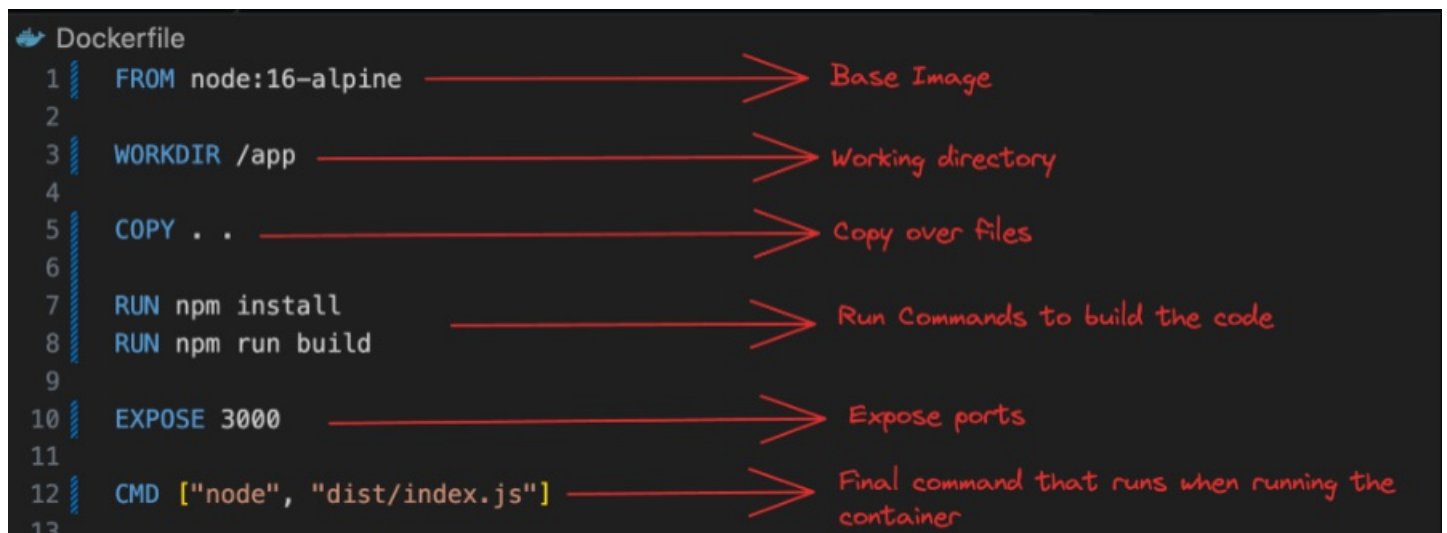 Dockerfile
1 FROM node:16-alpine Base Image
2
3 WORKDIR /app Working directory
4
5 COPY . . Copy over files
6
7 RUN npm install
Run Commands to build the code
8 RUN npm run build
9
10 EXPOSE 3000 Expose ports
11
12 CMD ["node", "dist/index.js"] Final command that runs when running the
container
13